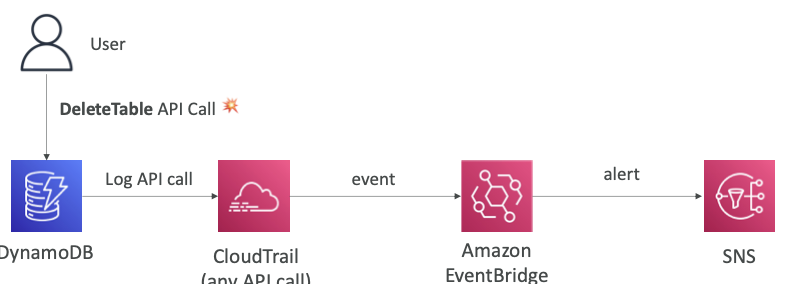 User
DeleteTable API Call
Log API call
event
alert
DynamoDB
CloudTrail
(any API call)
Amazon
EventBridge
SNS